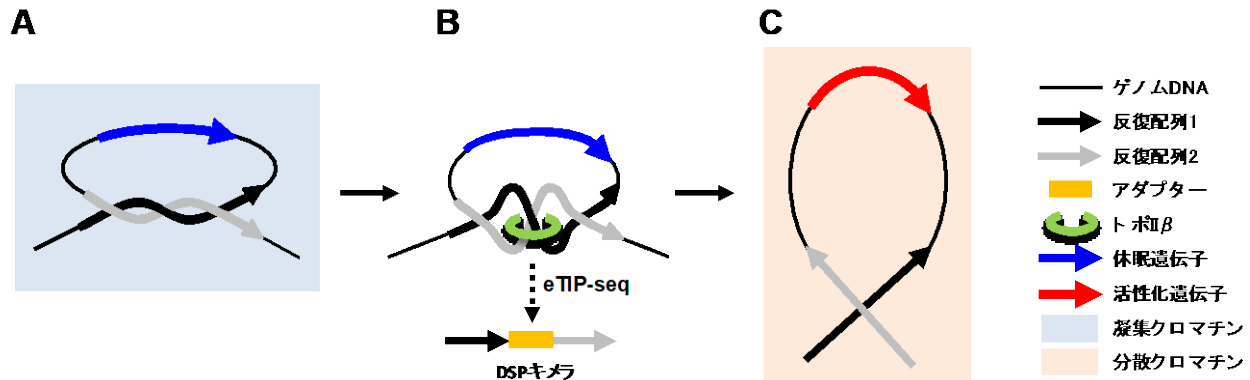 A
B
C
eTIP-seq
DSPキメラ
ゲノムDNA
反復配列1
反復配列2
アダプター
トポⅡβ
休眠遺伝子
活性化遺伝子
凝集クロマチン
分散クロマチン